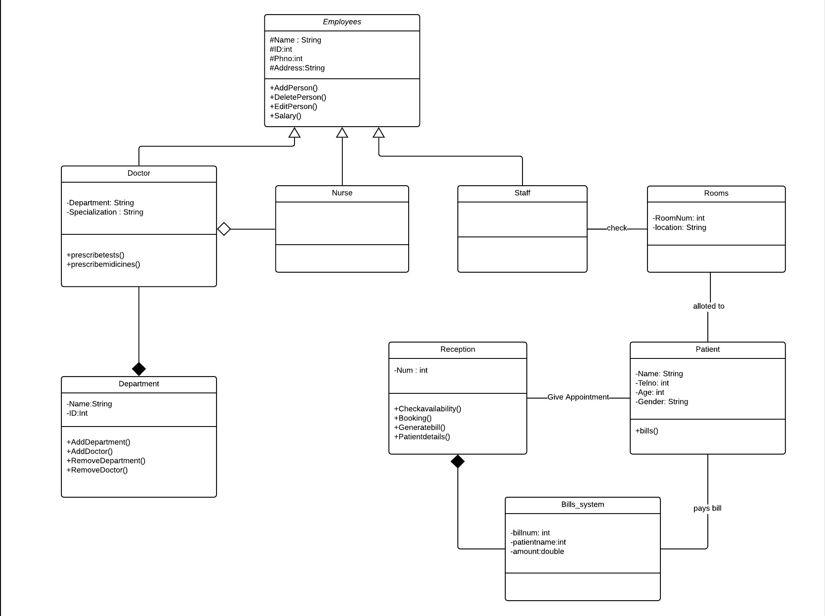 Employees
#Name : String
#ID:int
#Phno:int
#Address:String
+AddPerson()
+DeletePerson()
+EditPerson()
+Salary()
Doctor
-Department: String
-Specialization : String
+prescribetests()
+prescribemidicines()
Nurse
Staff
check
Rooms
-RoomNum: int
-location: String
alloted to
Department
-Name:String
-ID:Int
+AddDepartment()
+AddDoctor()
+RemoveDepartment()
+RemoveDoctor()
Reception
-Num : int
+Checkavailability()
+Booking()
+Generatebill()
+Patientdetails()
Give Appointment
Patient
-Name: String
-Telno: int
-Age: int
-Gender: String
+bills()
pays bill
Bills_system
-billnum: int
-patientname:int
-amount:double